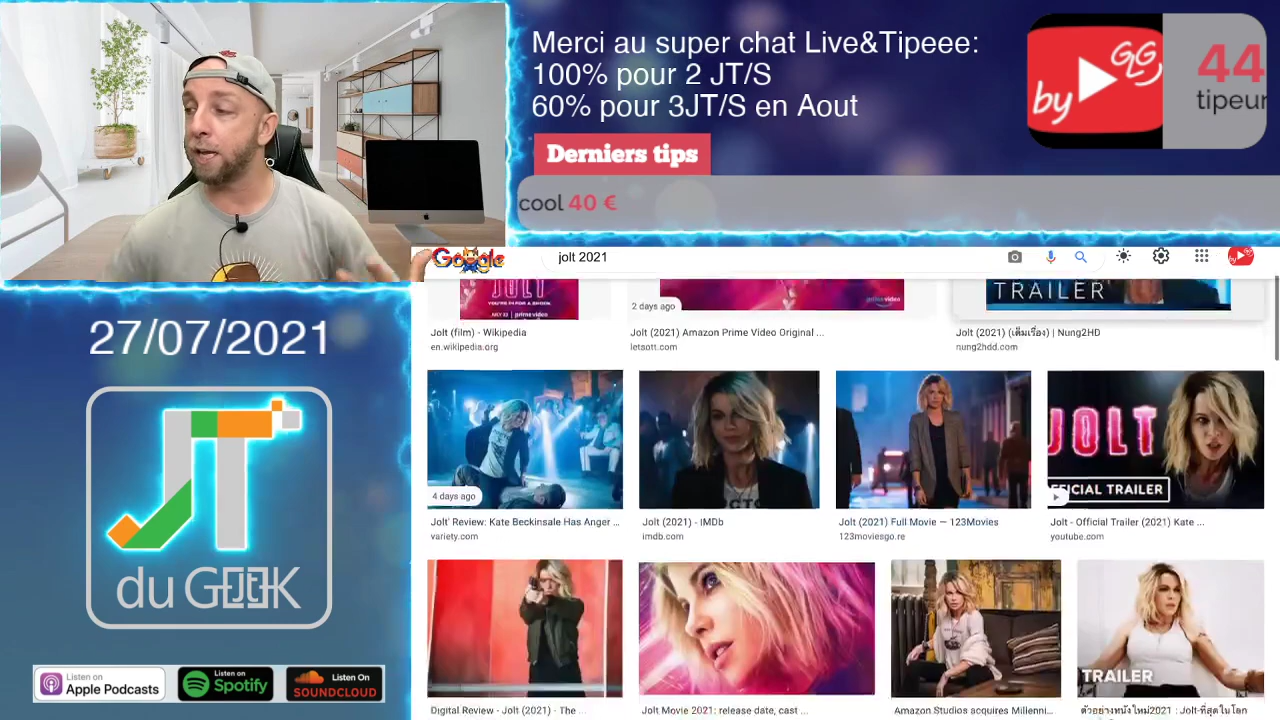 Merci au super chat Live&Tipeee:
100% pour 2 JT/S
60% pour 3JT/S en Aout
by GG
44
tipeur
Derniers tips
cool 40 €
Google
jolt 2021
JOLT
2 days ago
prime video
TRAILER
Jolt (film) - Wikipedia
en.wikipedia.org
Jolt (2021) Amazon Prime Video Original ...
letsott.com
Jolt (2021) (เต็มเรื่อง) | Nung2HD
nung2hdd.com
4 days ago
JOLT
FFICIAL TRAILER
Jolt' Review: Kate Beckinsale Has Anger ...
variety.com
Jolt (2021) - IMDb
imdb.com
Jolt (2021) Full Movie — 123Movies
123moviesgo.re
Jolt - Official Trailer (2021) Kate ...
youtube.com
TRAILER
Digital Review - Jolt (2021) - The ...
Jolt Movie 2021: release date, cast ...
Amazon Studios acquires Millenni...
ตัวอย่างหนังใหม่2021 : Jolt-ที่สุดในโลก
27/07/2021
JT
du GEEK
Listen on
Apple Podcasts
Listen on
Spotify
Listen On
SOUNDCLOUD